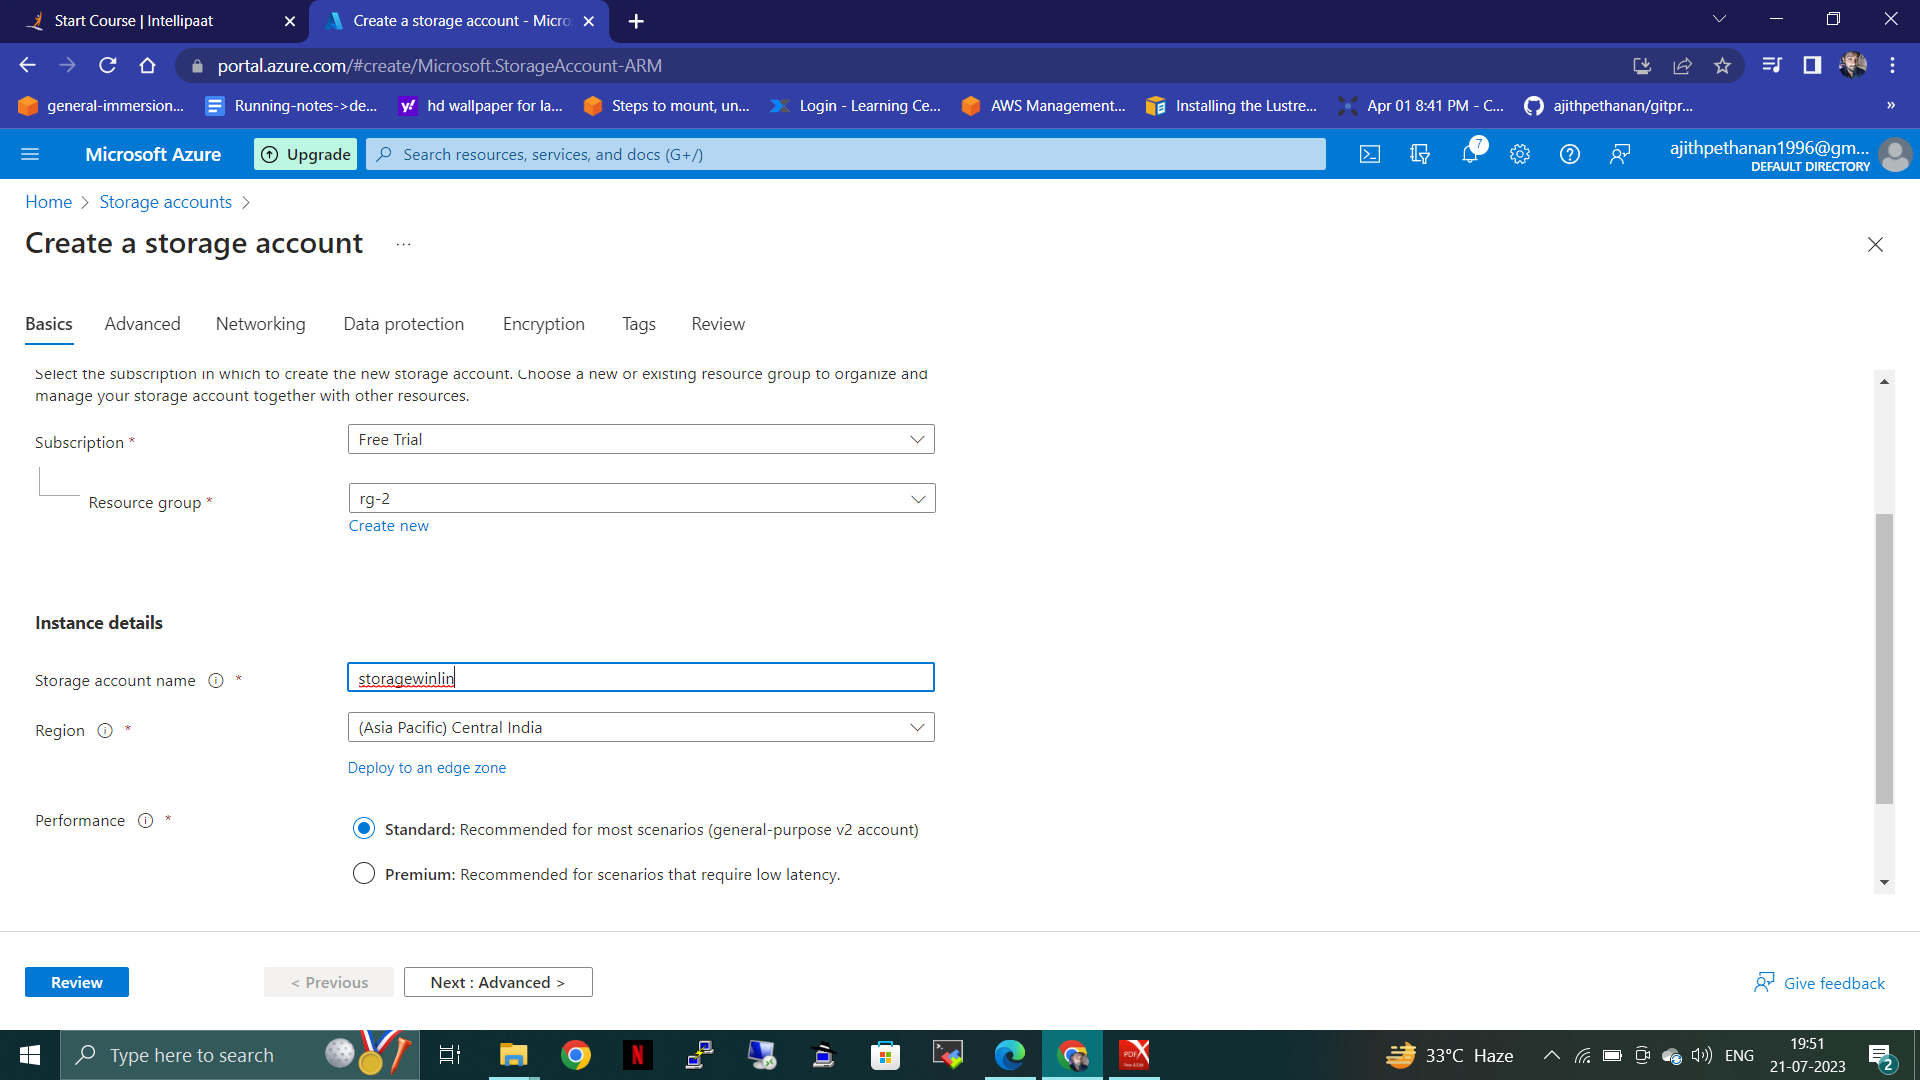 Start Course | Intellipaat
Create a storage account - Micro
portal.azure.com/#create/Microsoft.StorageAccount-ARM
general-immersion...
Running-notes->de...
hd wallpaper for la...
Steps to mount, un...
Login - Learning Ce...
AWS Management...
Installing the Lustre...
Apr 01 8:41 PM - C...
ajithpethanan/gitpr...
»
Microsoft Azure
Upgrade
Search resources, services, and docs (G+/)
7
ajithpethanan1996@gm...
DEFAULT DIRECTORY
Home > Storage accounts >
Create a storage account ...
Basics
Advanced
Networking
Data protection
Encryption
Tags
Review
Select the subscription in which to create the new storage account. Choose a new or existing resource group to organize and
manage your storage account together with other resources.
Subscription *
Free Trial
Resource group *
rg-2
Create new
Instance details
Storage account name *
storagewinlin
Region *
(Asia Pacific) Central India
Deploy to an edge zone
Performance *
Standard: Recommended for most scenarios (general-purpose v2 account)
Premium: Recommended for scenarios that require low latency.
Review
< Previous
Next : Advanced >
Give feedback
Type here to search
N
PDF
33°C Haze
ENG
19:51
21-07-2023
2